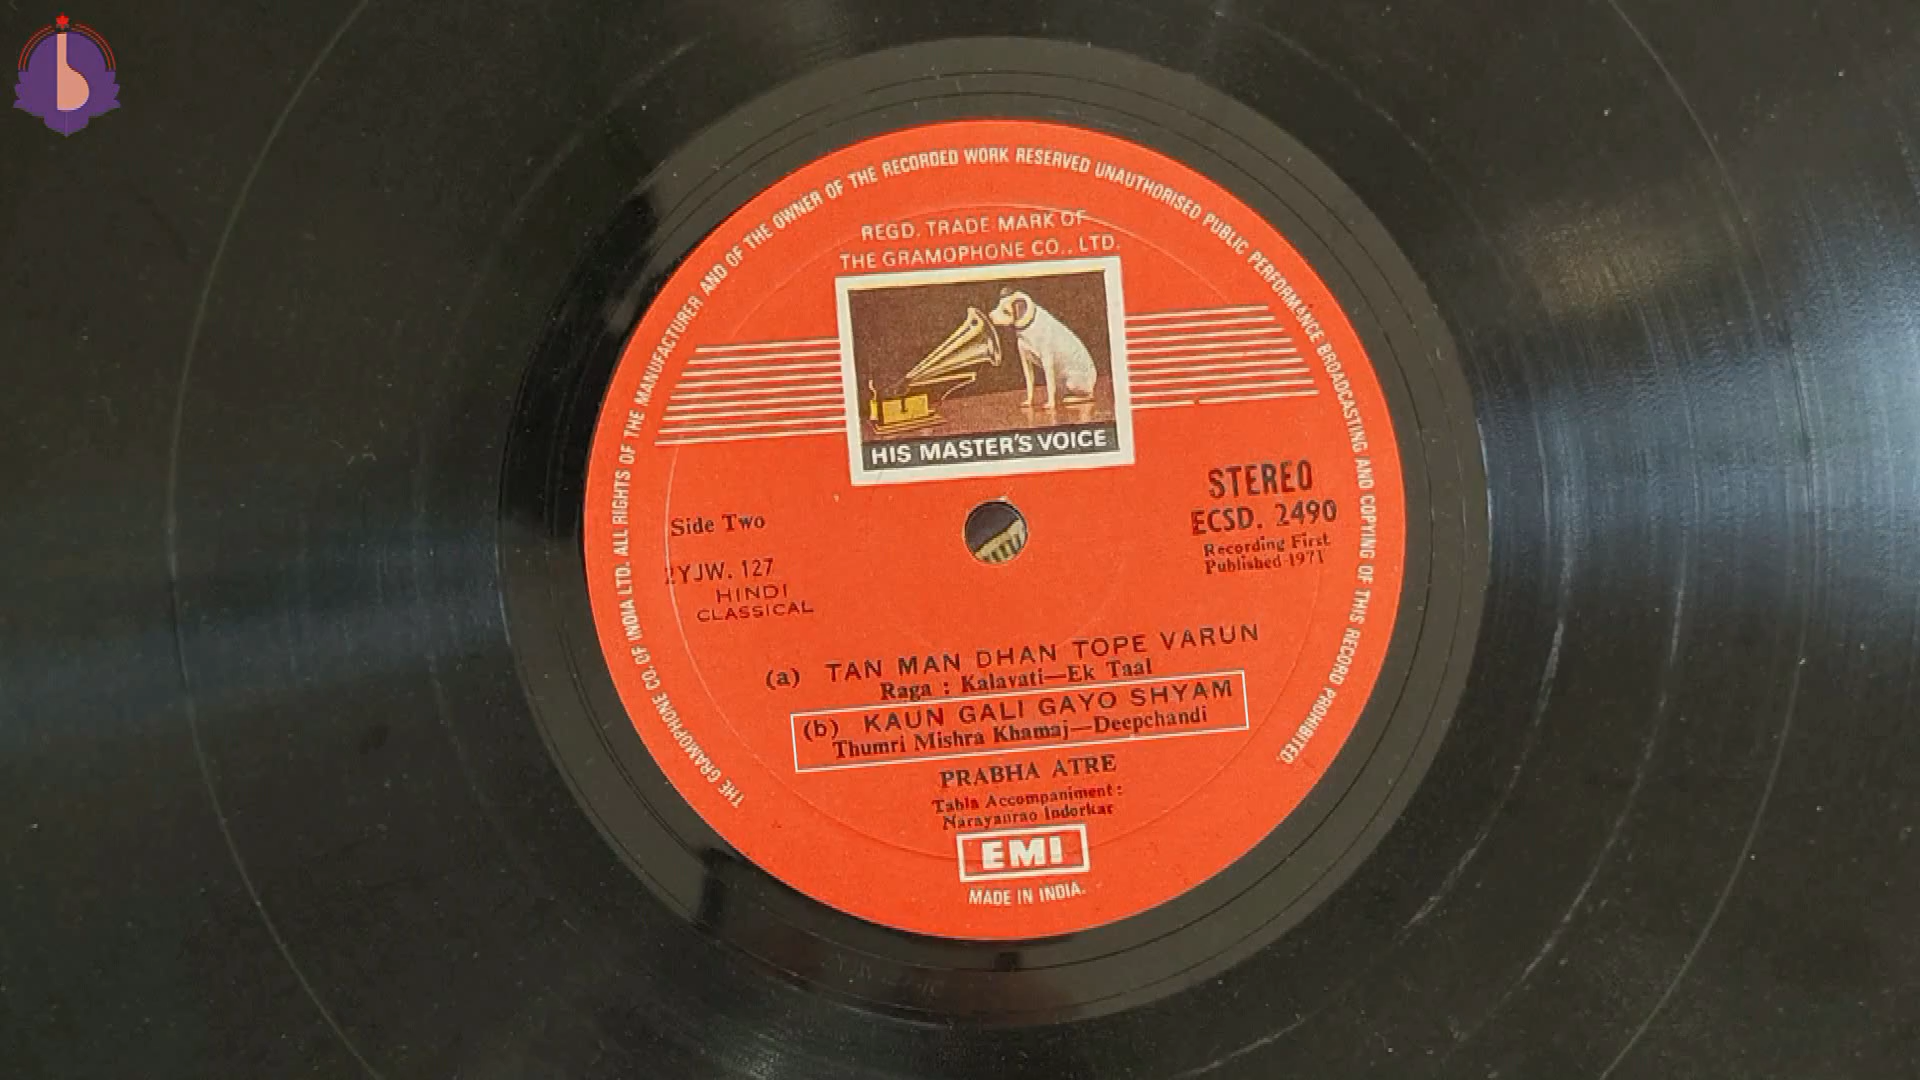 THE GRAMOPHONE CO. OF INDIA LTD. ALL RIGHTS OF THE MANUFACTURER AND OF THE OWNER OF THE RECORDED WORK RESERVED UNAUTHORISED PUBLIC PERFORMANCE BROADCASTING AND COPYING OF THIS RECORD PROHIBITED.
REGD. TRADE MARK OF
THE GRAMOPHONE CO., LTD.
HIS MASTER'S VOICE
Side Two
2YJW. 127
HINDI
CLASSICAL
STEREO
ECSD. 2490
Recording First
Published 1971
(a) TAN MAN DHAN TOPE VARUN
Raga : Kalavati—Ek Taal
(b) KAUN GALI GAYO SHYAM
Thumri Mishra Khamaj—Deepchandi
PRABHA ATRE
Tabla Accompaniment :
Narayanrao Indorkar
EMI
MADE IN INDIA.